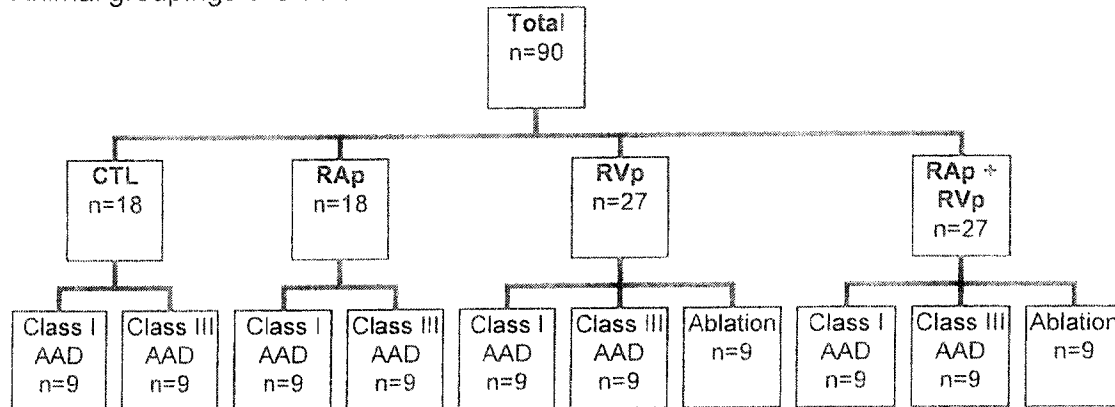 Total
n=90
CTL
n=18
RAp
n=18
RVp
n=27
RAp +
RVp
n=27
Class I
AAD
n=9
Class III
AAD
n=9
Class I
AAD
n=9
Class III
AAD
n=9
Class I
AAD
n=9
Class III
AAD
n=9
Ablation
n=9
Class I
AAD
n=9
Class III
AAD
n=9
Ablation
n=9